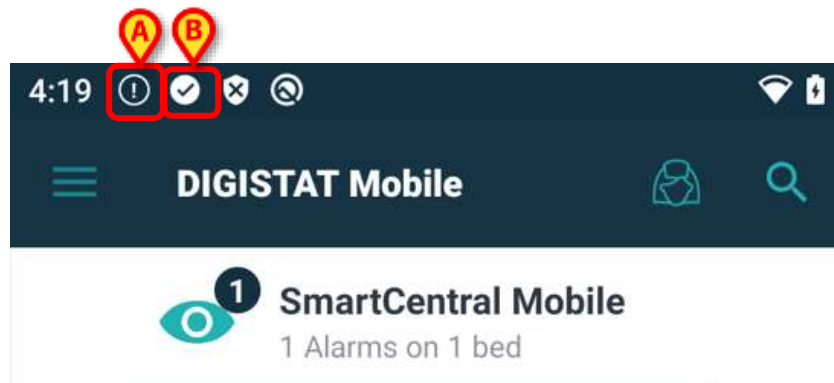 A B
4:19
DIGISTAT Mobile
1
SmartCentral Mobile
1 Alarms on 1 bed